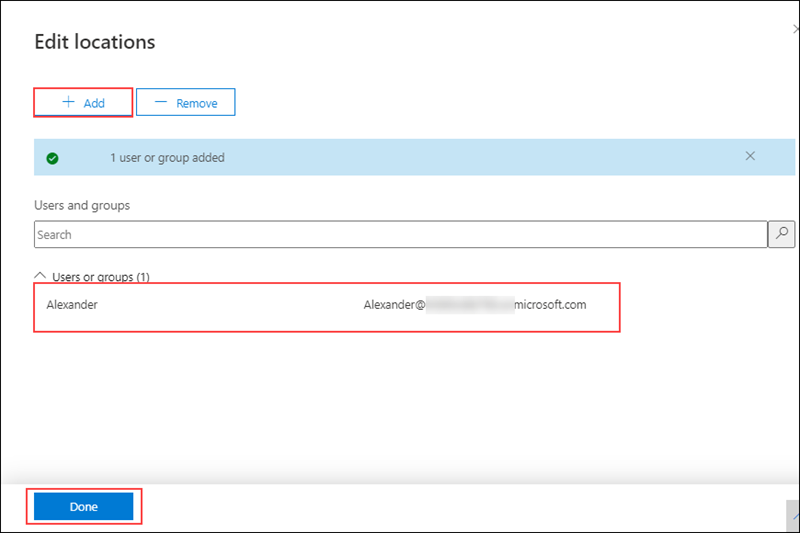 Edit locations
Add Remove
1 user or group added
Users and groups
Search
Users or groups (1)
Alexander Alexander@ microsoft.com
Done